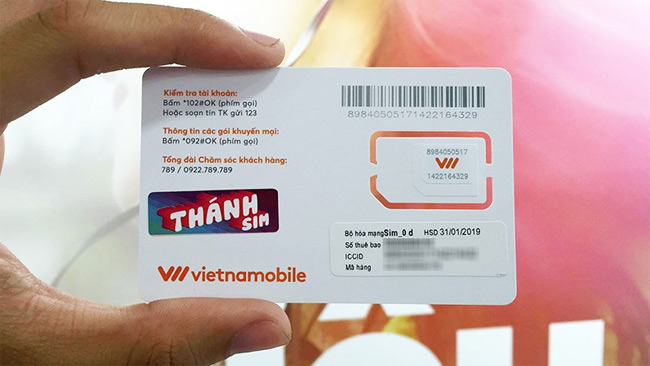 Kiểm tra tài khoản:
Bấm *102#OK (phím gọi)
Hoặc soạn tin TK gửi 123
Thông tin các gói khuyến mại:
Bấm *092#OK (phím gọi)
Tổng đài Chăm sóc khách hàng:
789 / 0922.789.789
THÁNH
SIM
vietnamobile
89840505171422164329
8984050517
1422164329
Bộ hòa mạngSim_0 d HSD 31/01/2019
Số thuê bao
ICCID
Mã hàng